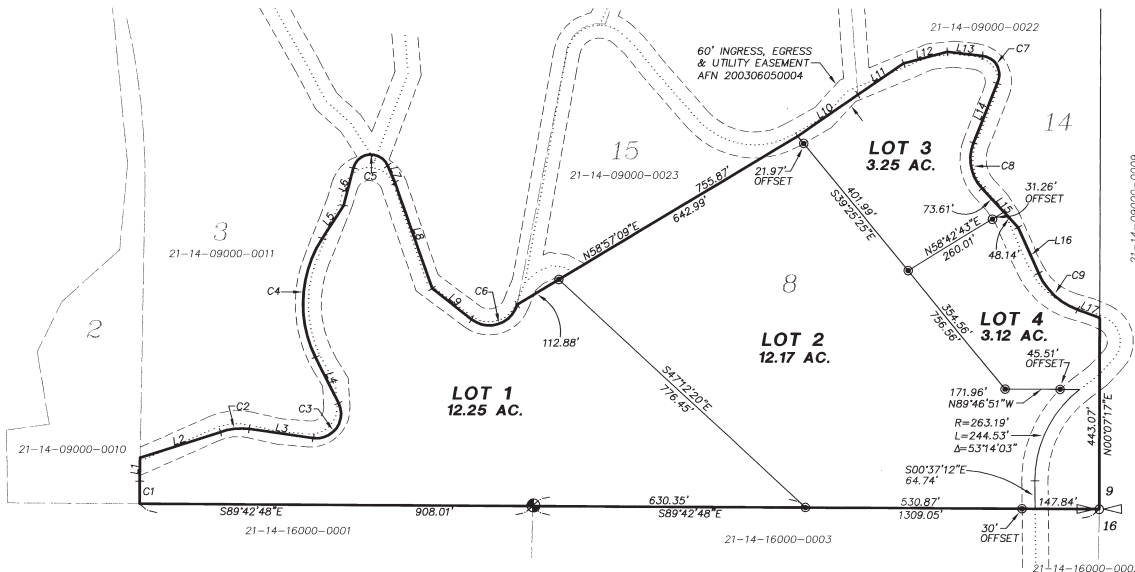 21-14-09000-0022
60' INGRESS, EGRESS
& UTILITY EASEMENT
AFN 200306050004
L11
L12
L13
C7
L10
L14
14
LOT 3
3.25 AC.
15
21-14-09000-0023
21.97'
OFFSET
C8
31.26'
OFFSET
C5
L6
L7
755.87'
N58°57'09"E
642.99'
401.99'
S39°25'25"E
73.61'
L15
N58°42'43"E
260.01'
48.14'
L16
L5
3
21-14-09000-0011
L8
C4
C6
L9
8
C9
L17
2
112.88'
LOT 2
12.17 AC.
354.56'
756.56'
LOT 4
3.12 AC.
45.51'
OFFSET
L4
LOT 1
12.25 AC.
S47°12'20"E
776.45'
171.96'
N89°46'51"W
443.07'
N00°07'17"E
C2
C3
L2
L3
R=263.19'
L=244.53'
Δ=53°14'03"
21-14-09000-0010
L1
C1
S00°37'12"E
64.74'
9
16
S89°42'48"E
908.01'
630.35'
S89°42'48"E
530.87'
1309.05'
147.84'
30'
OFFSET
21-14-16000-0001
21-14-16000-0003